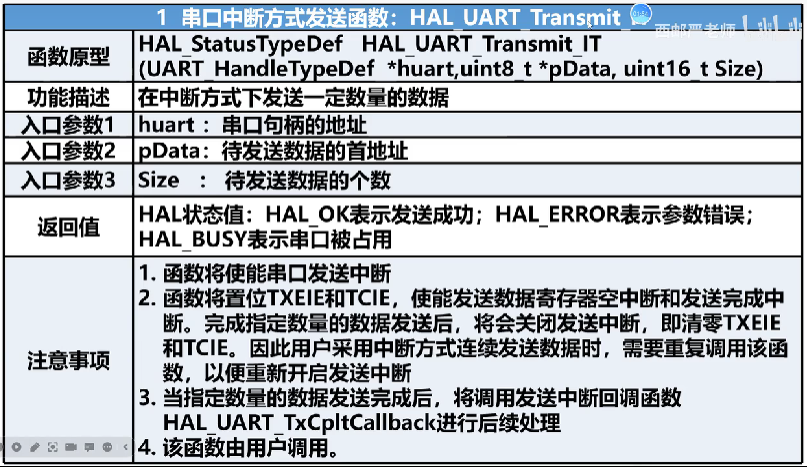 1 串口中断方式发送函数：HAL_UART_Transmit_
西邮严老师
函数原型
HAL_StatusTypeDef HAL_UART_Transmit_IT
(UART_HandleTypeDef *huart,uint8_t *pData, uint16_t Size)
功能描述
在中断方式下发送一定数量的数据
入口参数1
huart ：串口句柄的地址
入口参数2
pData：待发送数据的首地址
入口参数3
Size ：待发送数据的个数
返回值
HAL状态值：HAL_OK表示发送成功；HAL_ERROR表示参数错误；
HAL_BUSY表示串口被占用
注意事项
1. 函数将使能串口发送中断
2. 函数将置位TXEIE和TCIE，使能发送数据寄存器空中断和发送完成中
断。完成指定数量的数据发送后，将会关闭发送中断，即清零TXEIE
和TCIE。因此用户采用中断方式连续发送数据时，需要重复调用该函
数，以便重新开启发送中断
3. 当指定数量的数据发送完成后，将调用发送中断回调函数
HAL_UART_TxCpltCallback进行后续处理
4. 该函数由用户调用。